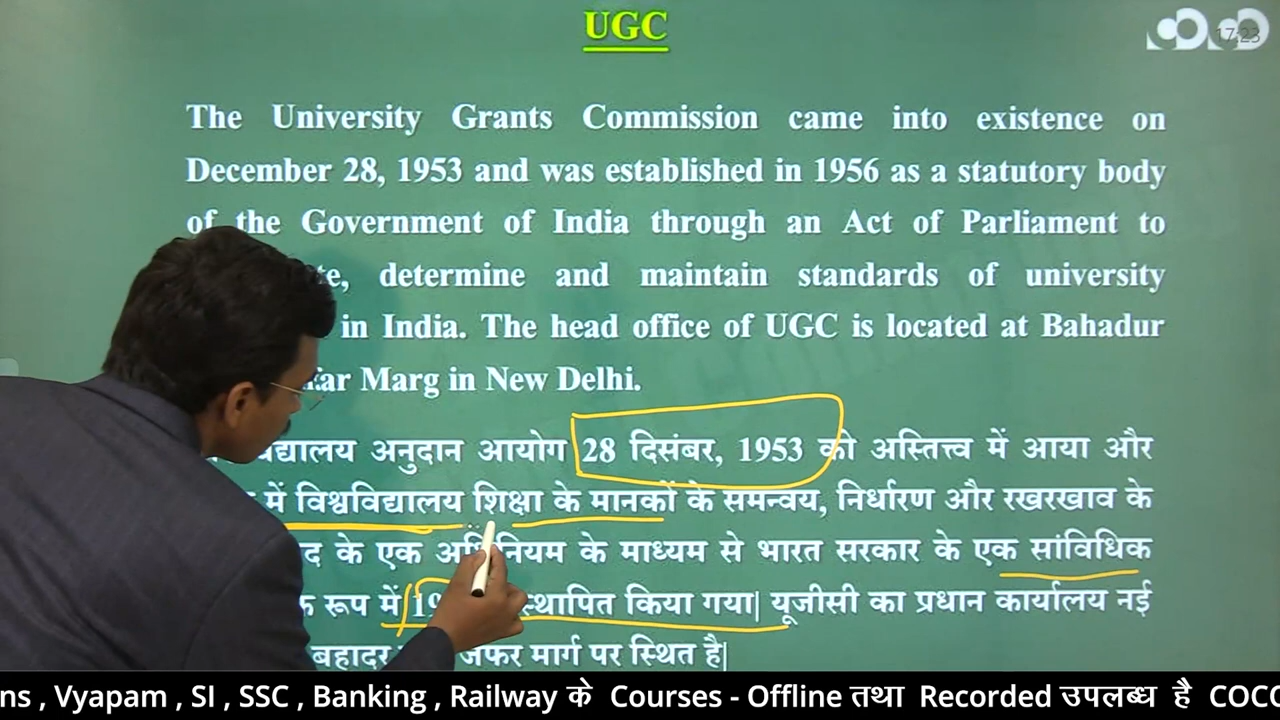 UGC
17:23
The University Grants Commission came into existence on
December 28, 1953 and was established in 1956 as a statutory body
of the Government of India through an Act of Parliament to
determine and maintain standards of university
in India. The head office of UGC is located at Bahadur
Marg in New Delhi.
अनुदान आयोग 28 दिसंबर, 1953 को अस्तित्त्व में आया और
में विश्वविद्यालय शिक्षा के मानकों के समन्वय, निर्धारण और रखरखाव के
के एक अधिनियम के माध्यम से भारत सरकार के एक सांविधिक
रूप में स्थापित किया गया| यूजीसी का प्रधान कार्यालय नई
बहादुर जफर मार्ग पर स्थित है|
ns , Vyapam , SI , SSC , Banking , Railway के Courses - Offline तथा Recorded उपलब्ध है COCO